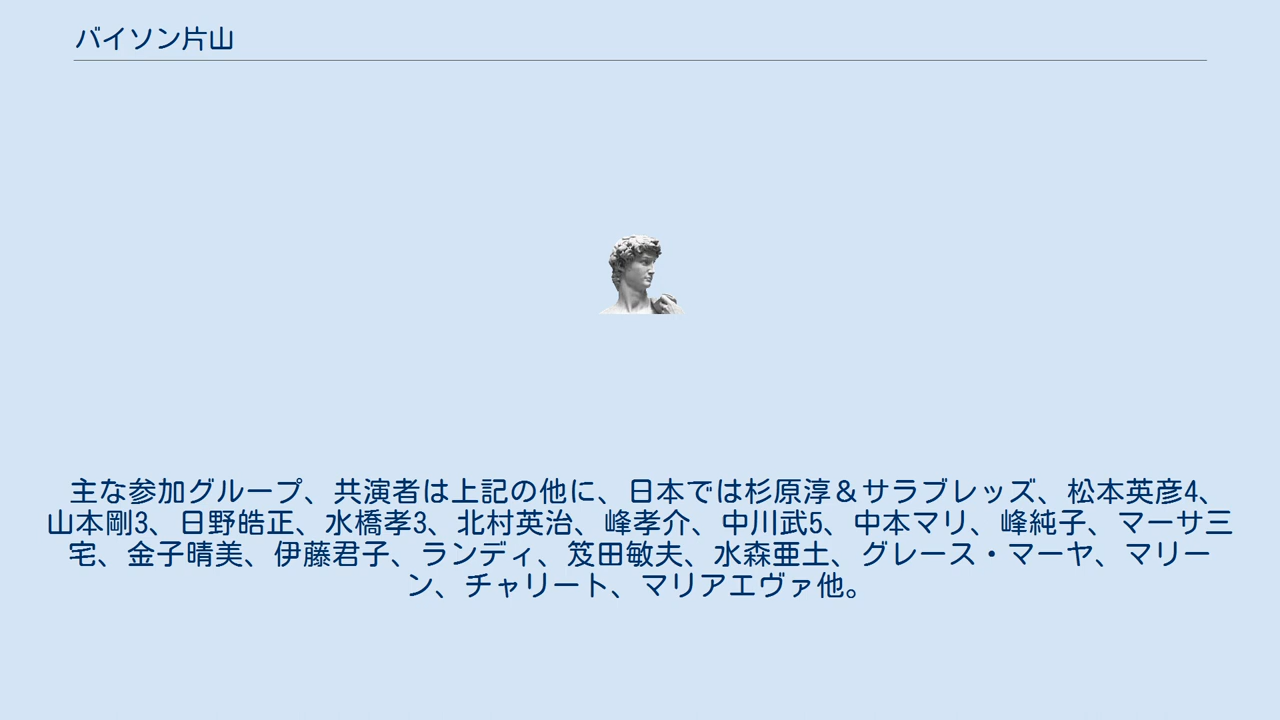 バイソン片山
主な参加グループ、共演者は上記の他に、日本では杉原淳＆サラブレッズ、松本英彦4、
山本剛3、日野皓正、水橋孝3、北村英治、峰孝介、中川武5、中本マリ、峰純子、マーサ三
宅、金子晴美、伊藤君子、ランディ、笈田敏夫、水森亜土、グレース・マーヤ、マリー
ン、チャリート、マリアエヴァ他。